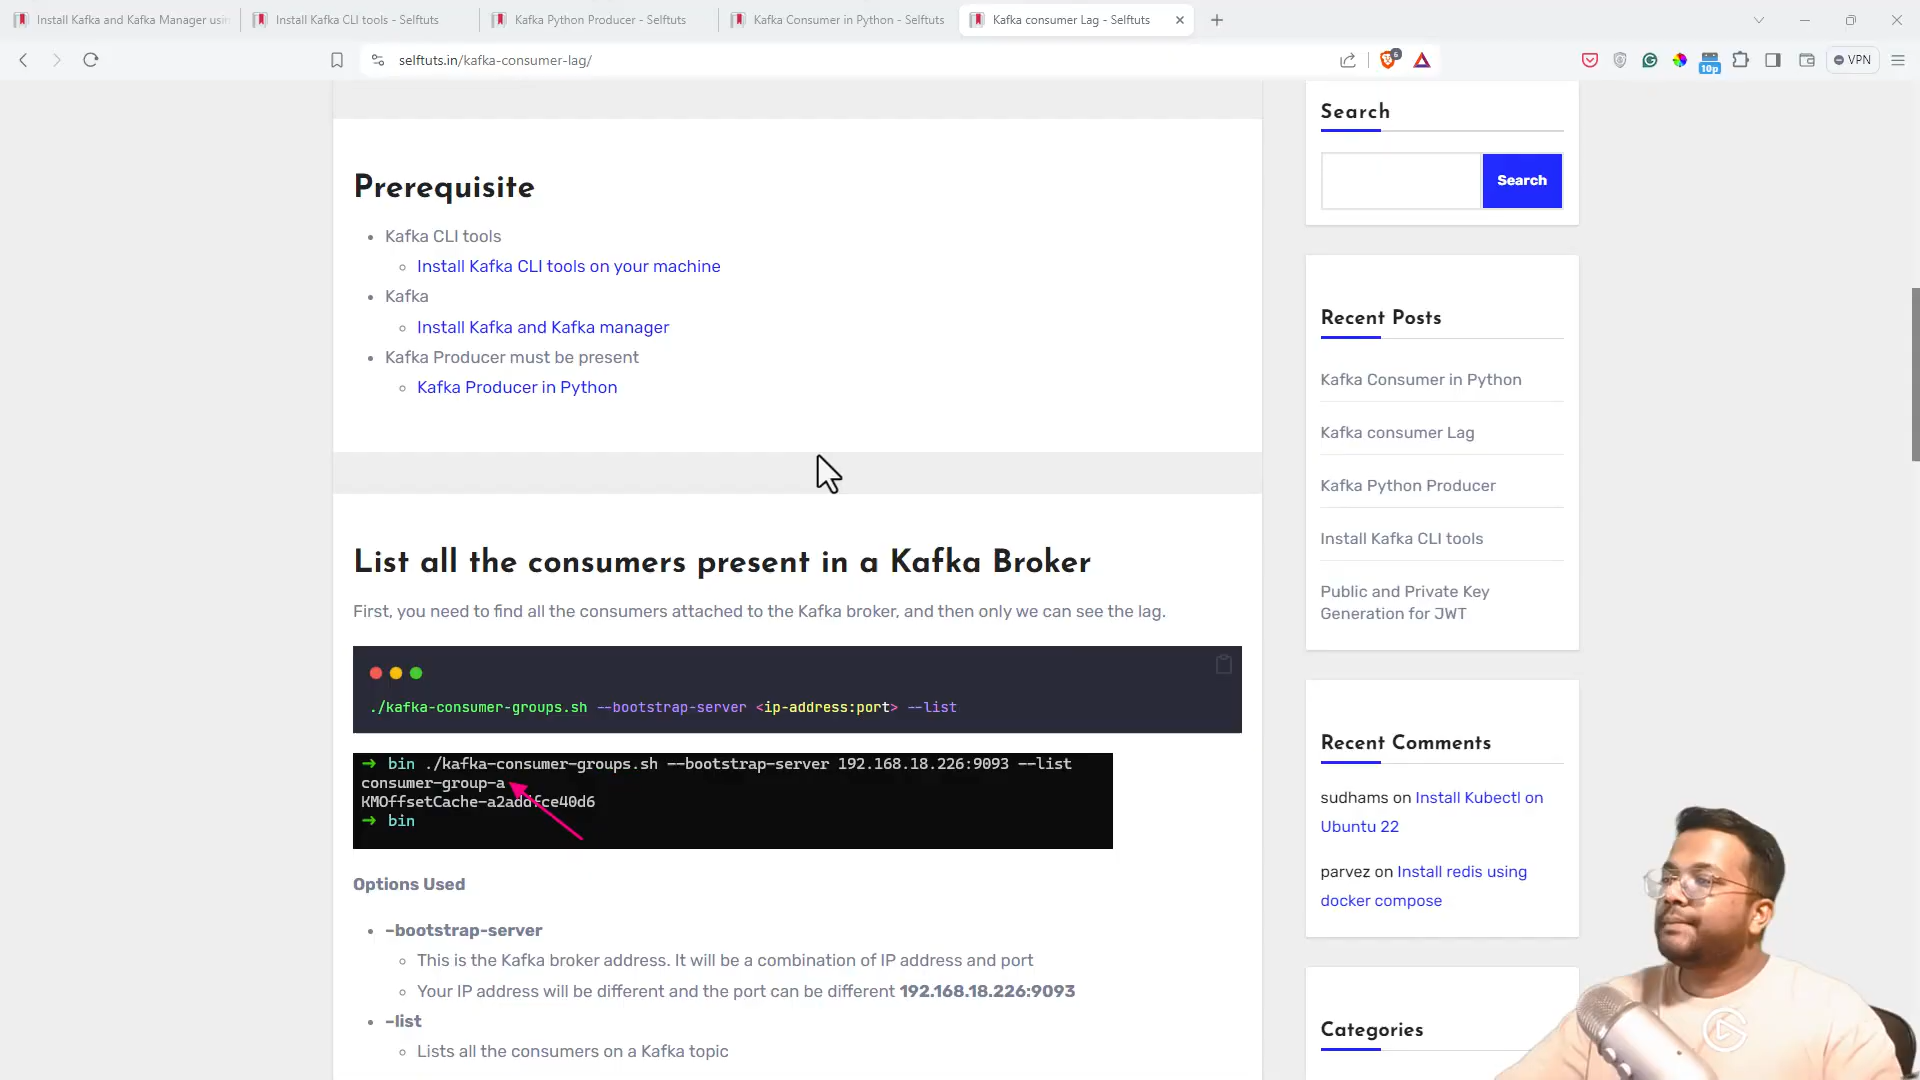 Install Kafka and Kafka Manager usin
Install Kafka CLI tools - Selftuts
Kafka Python Producer - Selftuts
Kafka Consumer in Python - Selftuts
Kafka consumer Lag - Selftuts
selftuts.in/kafka-consumer-lag/
6
10p
VPN
Prerequisite
Kafka CLI tools
Install Kafka CLI tools on your machine
Kafka
Install Kafka and Kafka manager
Kafka Producer must be present
Kafka Producer in Python
List all the consumers present in a Kafka Broker
First, you need to find all the consumers attached to the Kafka broker, and then only we can see the lag.
./kafka-consumer-groups.sh --bootstrap-server <ip-address:port> --list
→ bin ./kafka-consumer-groups.sh --bootstrap-server 192.168.18.226:9093 --list
consumer-group-a
KMOffsetCache-a2addfce40d6
→ bin
Options Used
–bootstrap-server
This is the Kafka broker address. It will be a combination of IP address and port
Your IP address will be different and the port can be different 192.168.18.226:9093
–list
Lists all the consumers on a Kafka topic
Search
Search
Recent Posts
Kafka Consumer in Python
Kafka consumer Lag
Kafka Python Producer
Install Kafka CLI tools
Public and Private Key
Generation for JWT
Recent Comments
sudhams on Install Kubectl on
Ubuntu 22
parvez on Install redis using
docker compose
Categories